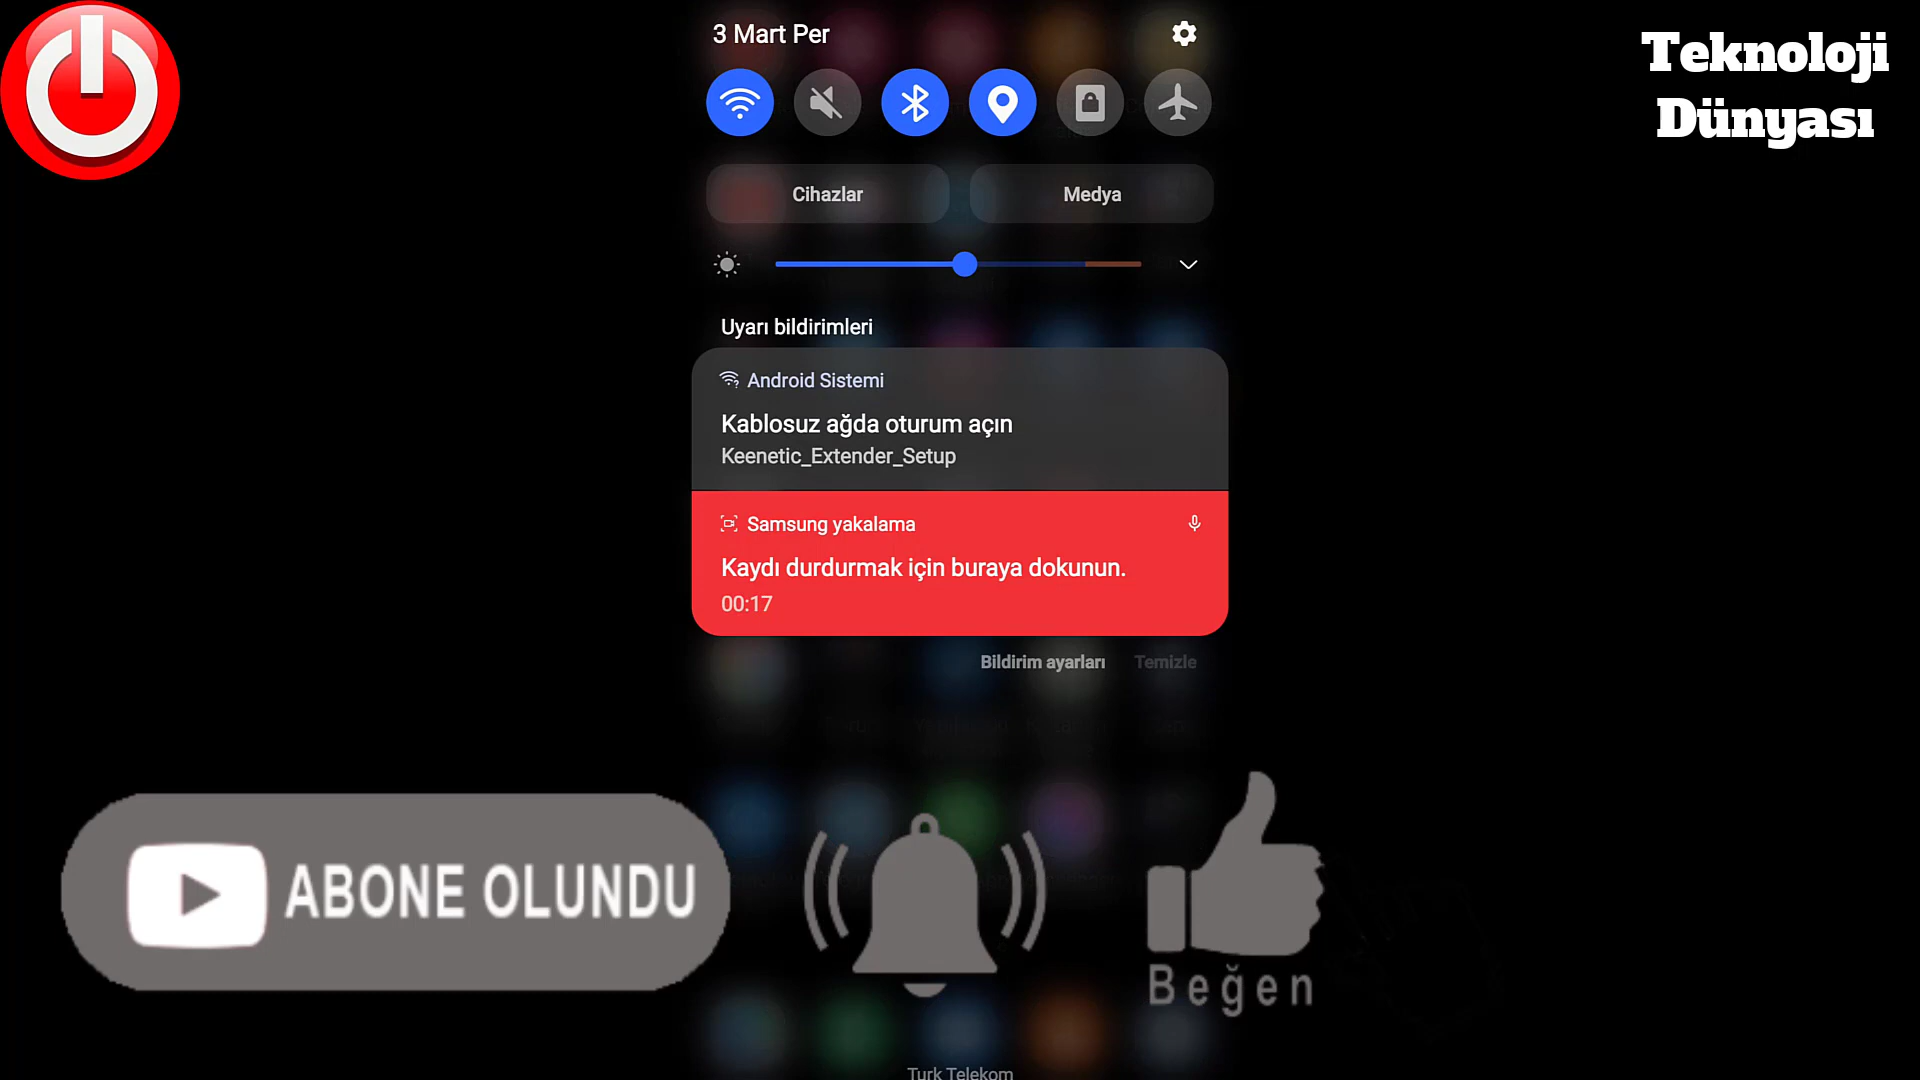 3 Mart Per
Teknoloji
Dünyası
Cihazlar
Medya
Uyarı bildirimleri
Android Sistemi
Kablosuz ağda oturum açın
Keenetic_Extender_Setup
Samsung yakalama
Kaydı durdurmak için buraya dokunun.
00:17
Bildirim ayarları
Temizle
ABONE OLUNDU
Beğen
Turk Telekom